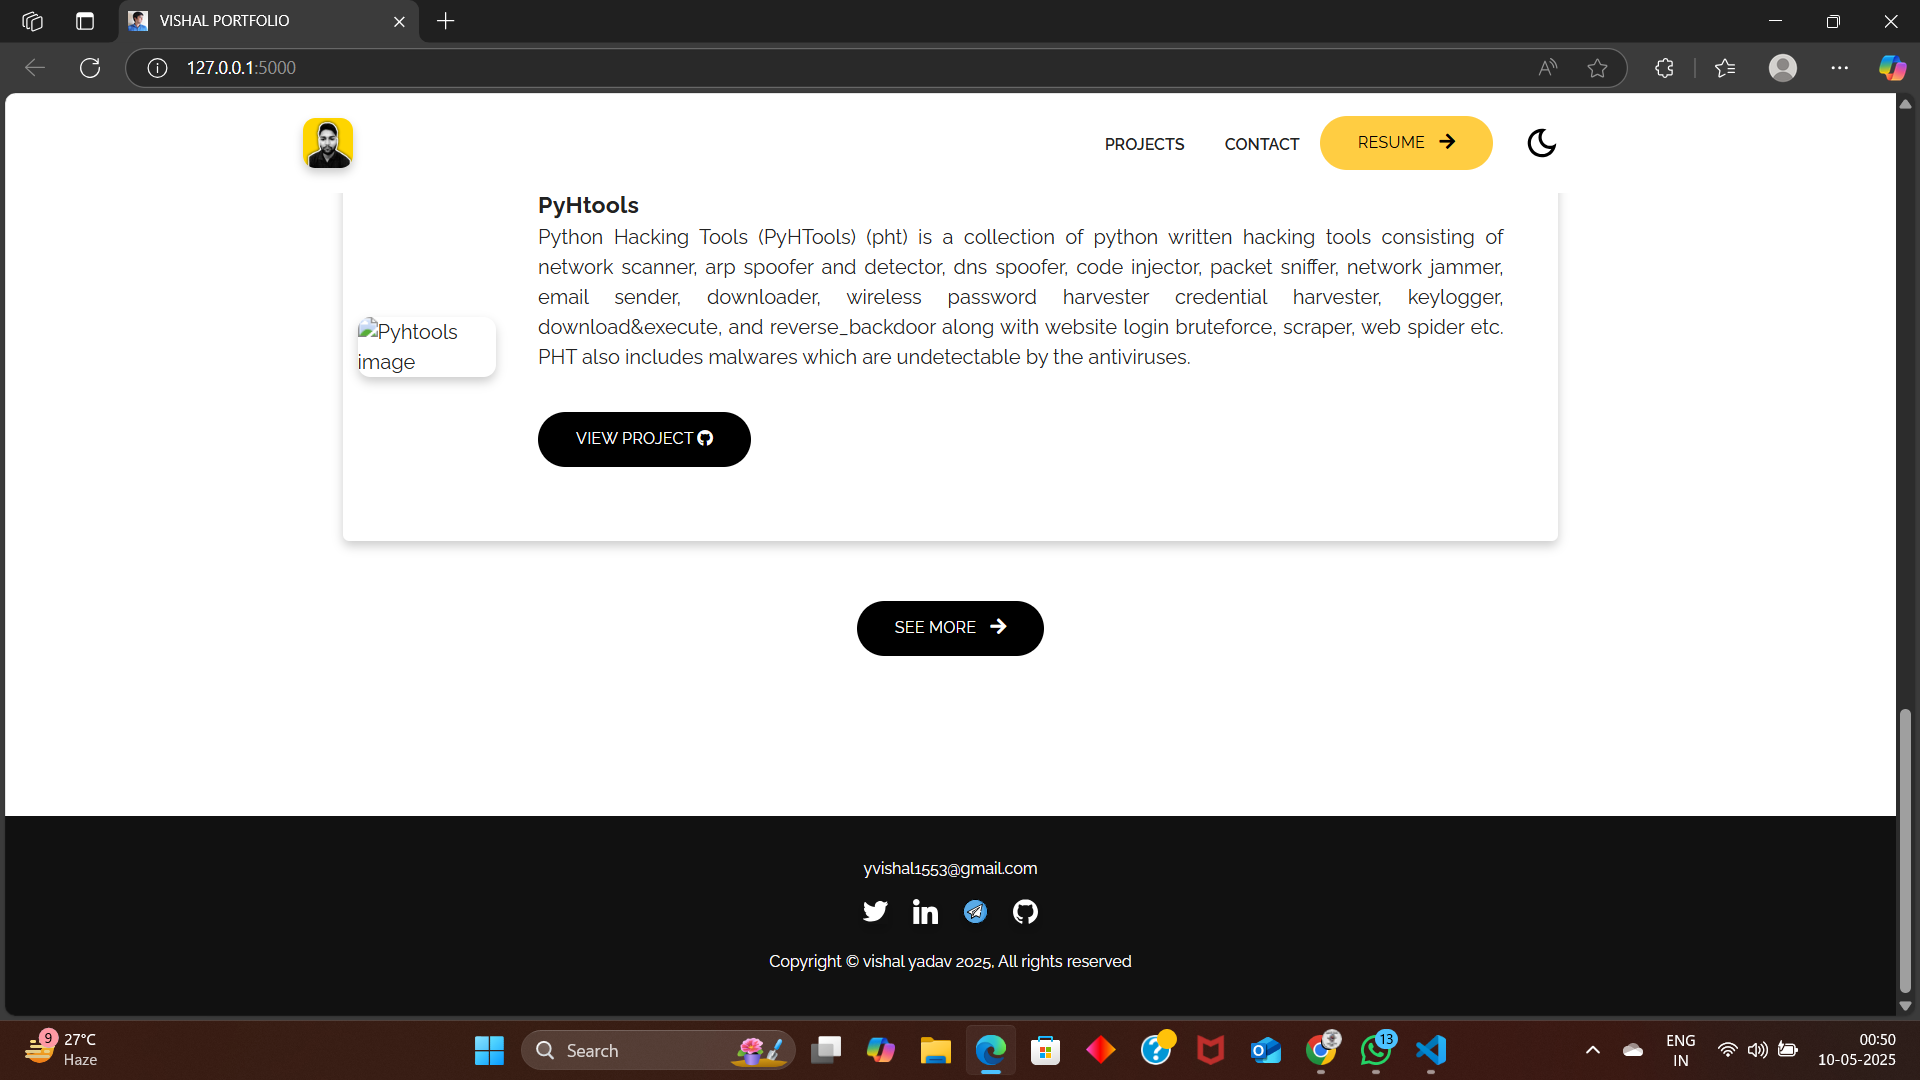 VISHAL PORTFOLIO
127.0.0.1:5000
PROJECTS
CONTACT
RESUME
PyHtools
Python Hacking Tools (PyHTools) (pht) is a collection of python written hacking tools consisting of
network scanner, arp spoofer and detector, dns spoofer, code injector, packet sniffer, network jammer,
email sender, downloader, wireless password harvester credential harvester, keylogger,
download&execute, and reverse_backdoor along with website login bruteforce, scraper, web spider etc.
PHT also includes malwares which are undetectable by the antiviruses.
Pyhtools
image
VIEW PROJECT
SEE MORE
yvishal1553@gmail.com
Copyright © vishal yadav 2025, All rights reserved
9
27°C
Haze
Search
13
ENG
IN
00:50
10-05-2025